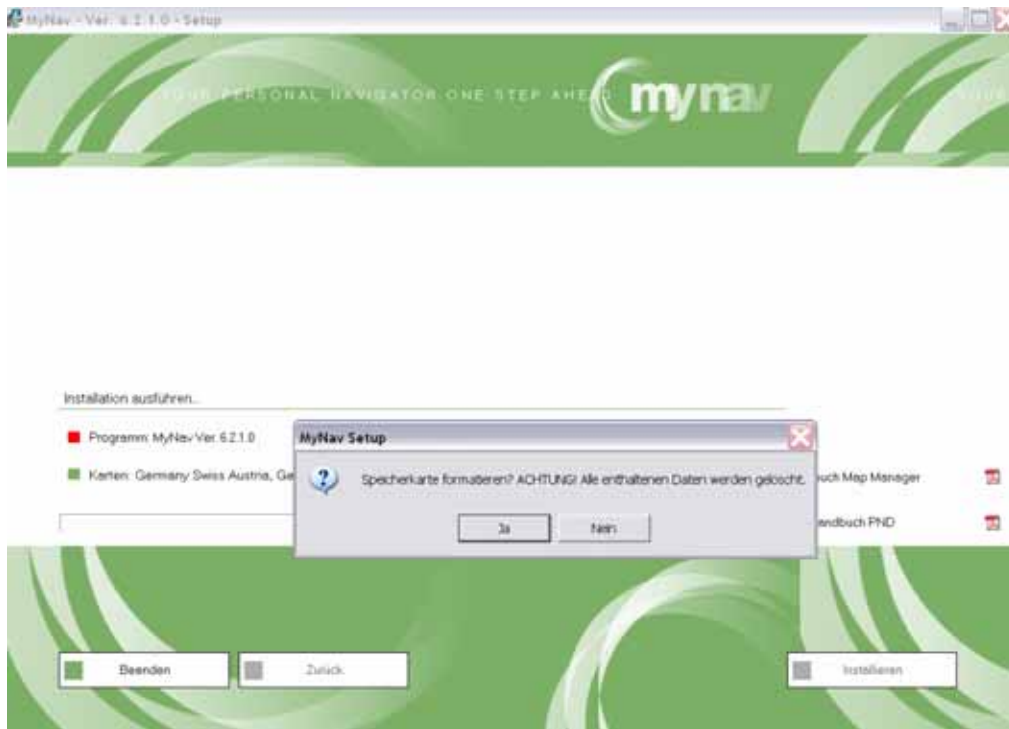 MyNav - Ver. 6.2.1.0 - Setup
YOUR PERSONAL NAVIGATOR ONE STEP AHEAD
mynav
YOUR
Installation ausführen...
Programm: MyNav Ver. 6.2.1.0
Karten: Germany Swiss Austria, Ge
MyNav Setup
Speicherkarte formatieren? ACHTUNG! Alle enthaltenen Daten werden gelöscht.
Ja
Nein
uch Map Manager
andbuch PND
Beenden
Zurück
Installieren